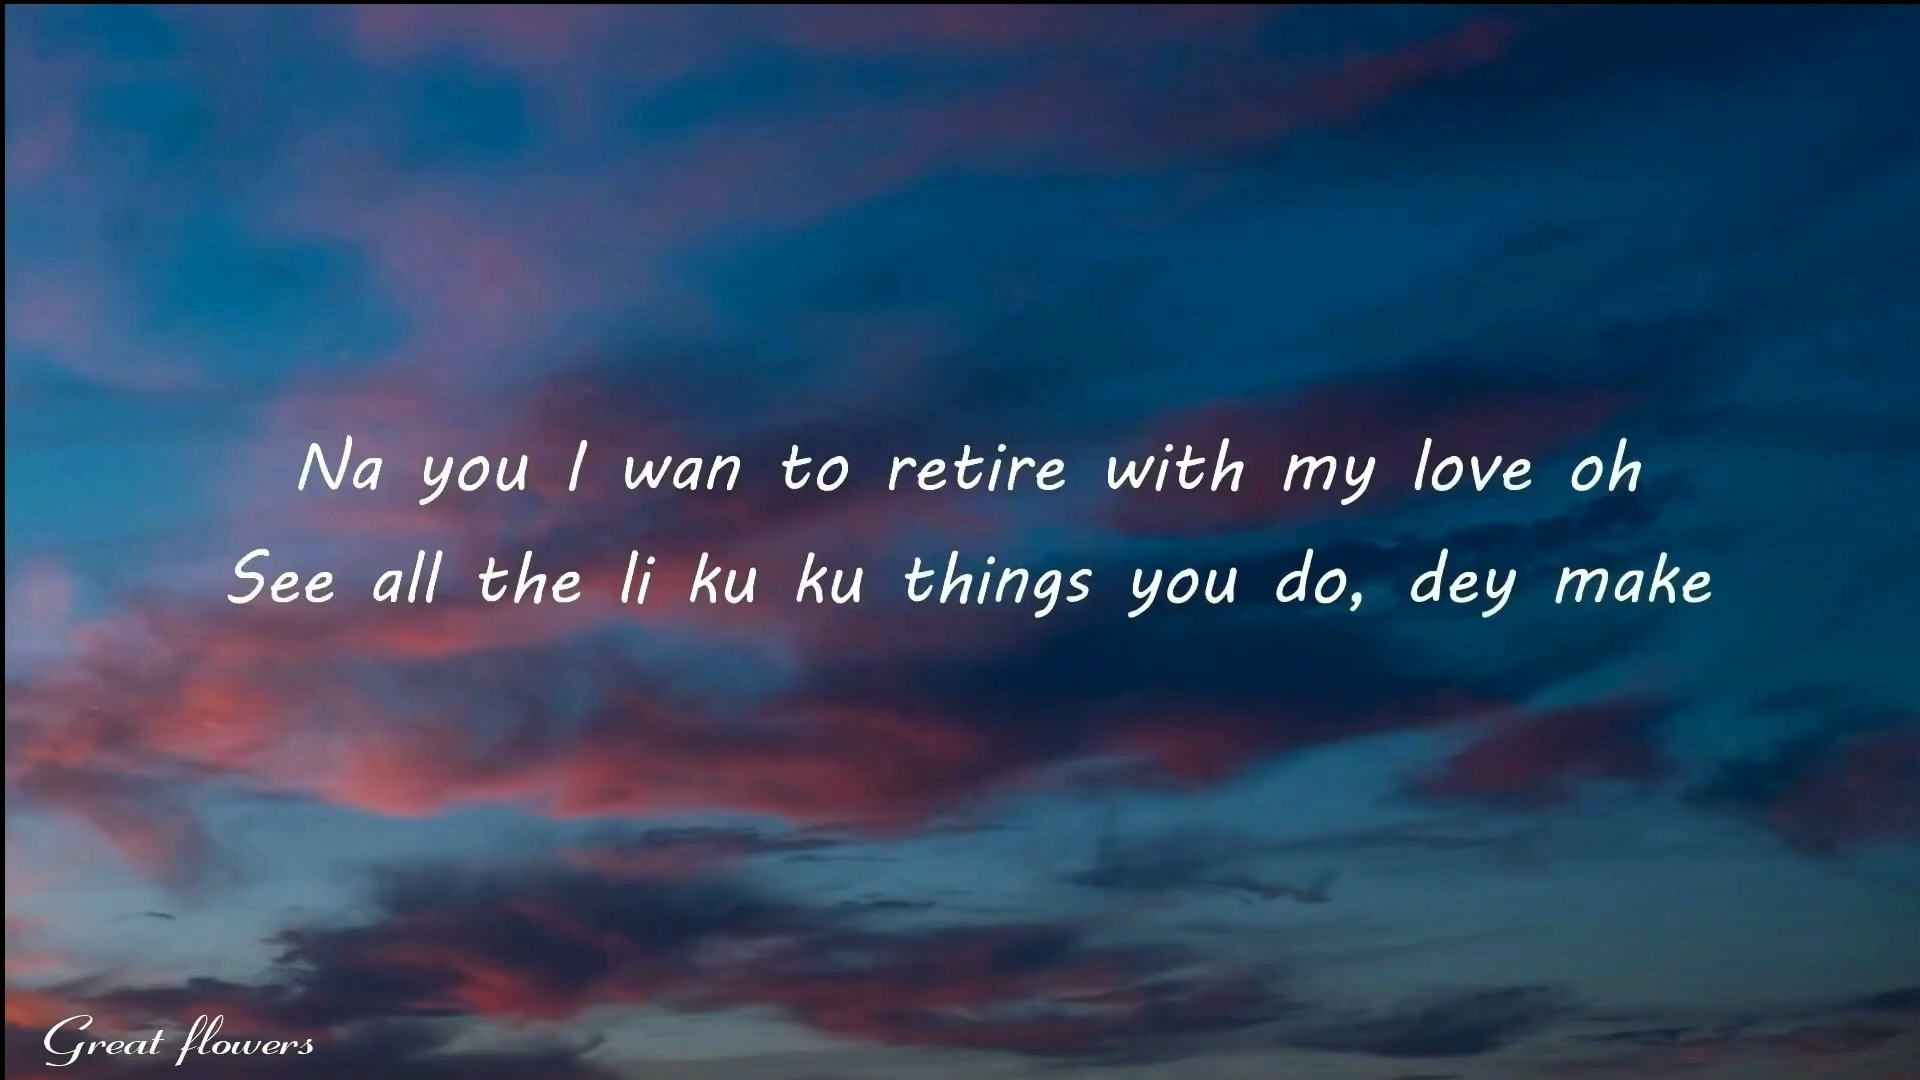 Na you I wan to retire with my love oh
See all the li ku ku things you do, dey make
Great flowers